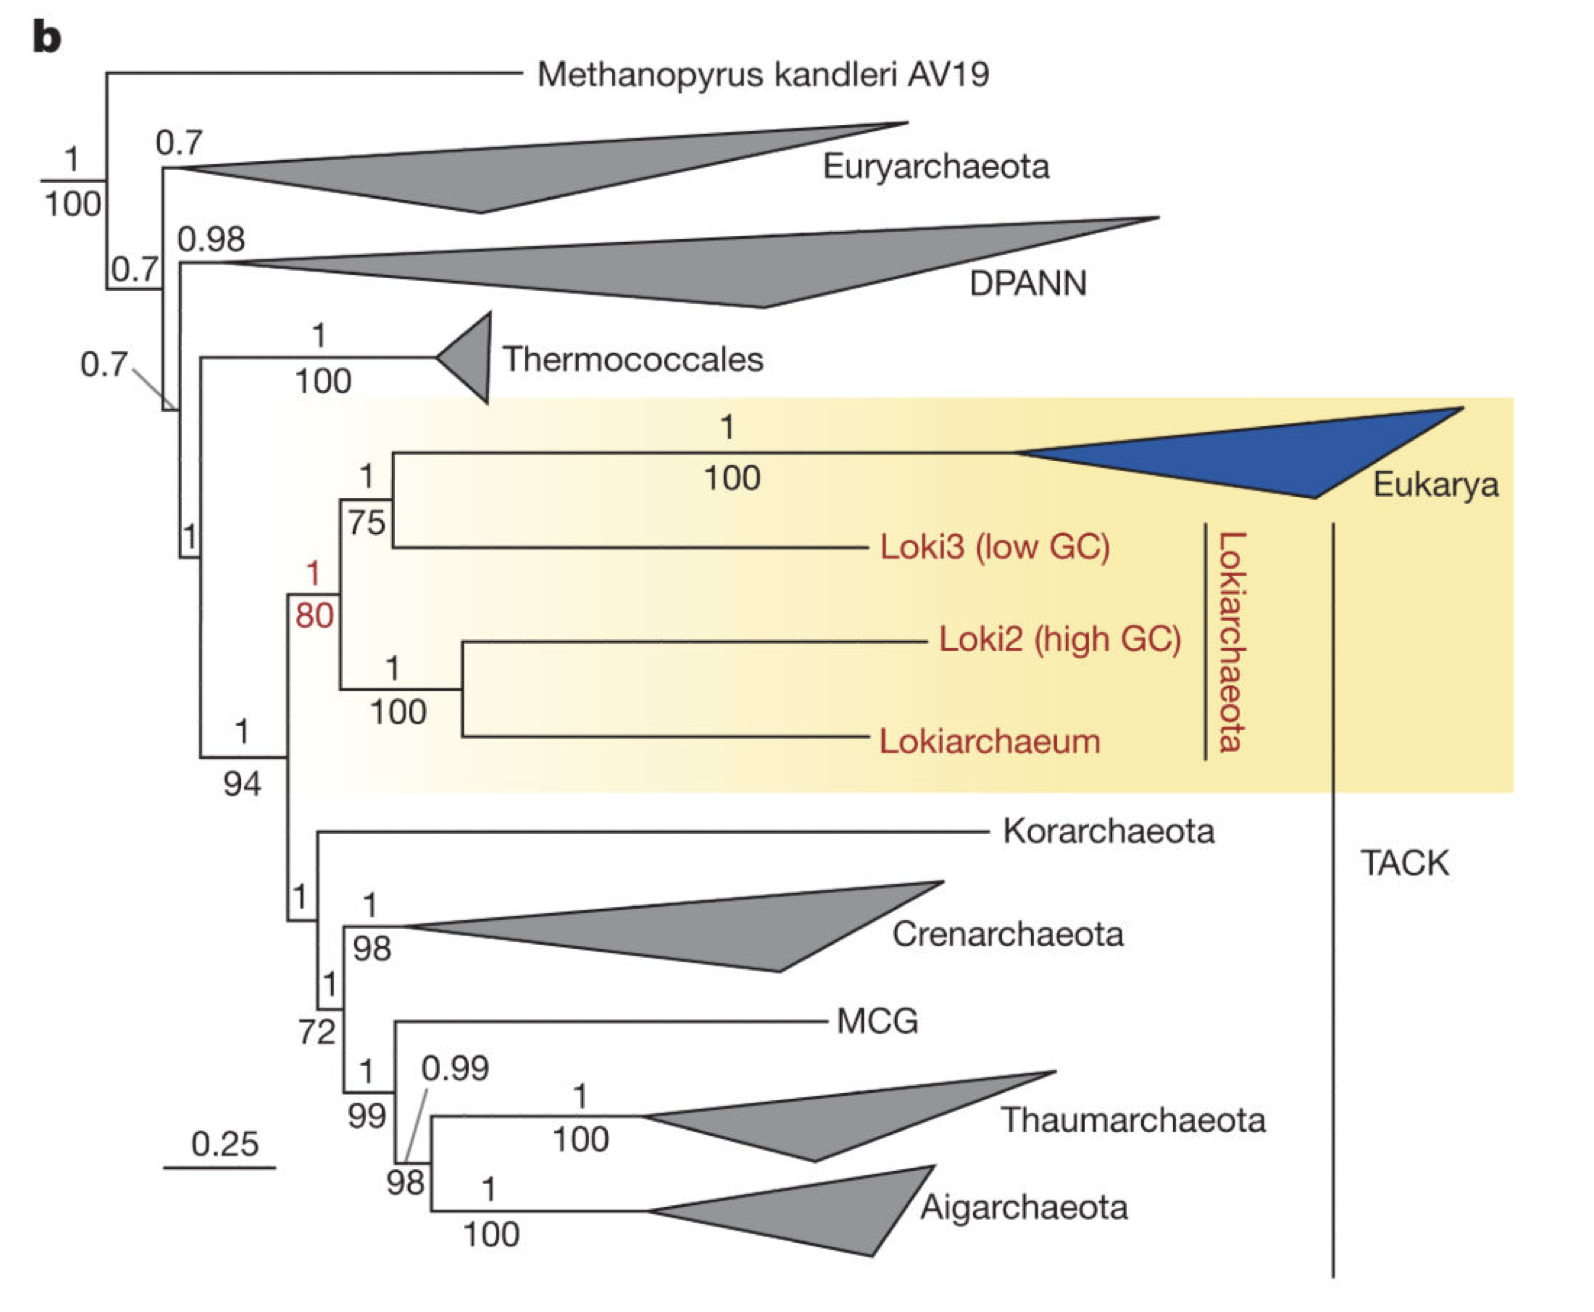 b
Methanopyrus kandleri AV19
1
100
0.7
Euryarchaeota
0.98
0.7
DPANN
1
100
Thermococcales
0.7
1
100
Eukarya
1
75
1
Loki3 (low GC)
1
80
Loki2 (high GC)
Lokiarchaeota
1
100
Lokiarchaeum
1
94
Korarchaeota
TACK
1
1
98
Crenarchaeota
1
72
MCG
1
99
0.99
1
100
Thaumarchaeota
0.25
98
1
100
Aigarchaeota